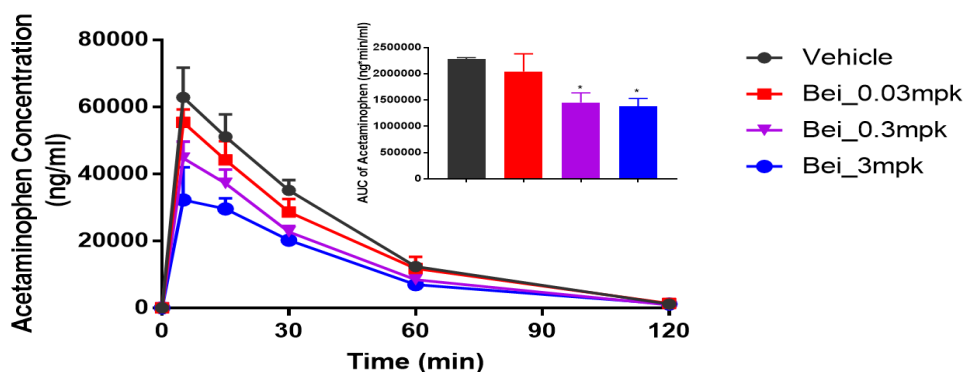 Acetaminophen Concentration
(ng/ml)
80000
60000
40000
20000
0
0
30
60
90
120
Time (min)
AUC of Acetaminophen (ng*min/ml)
2500000
2000000
1500000
1000000
500000
0
*
*
Vehicle
Bei_0.03mpk
Bei_0.3mpk
Bei_3mpk